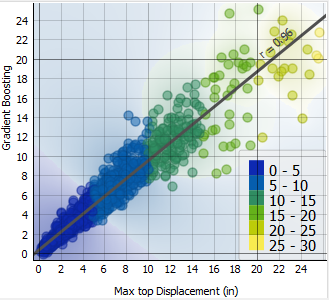 24
22
20
18
16
14
12
10
8
6
4
2
0
Gradient Boosting
r = 0.96
0 - 5
5 - 10
10 - 15
15 - 20
20 - 25
25 - 30
0 2 4 6 8 10 12 14 16 18 20 22 24
Max top Displacement (in)